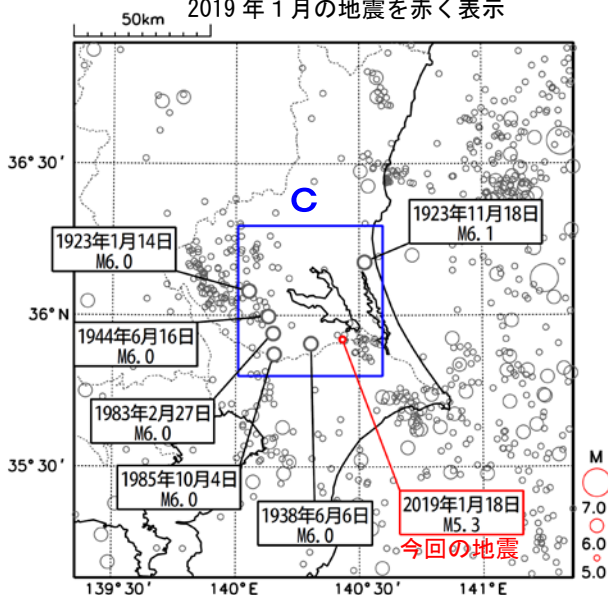 2019 年 1 月の地震を赤く表示
50km
36°30′
C
1923年11月18日
M6.1
1923年1月14日
M6.0
36°N
1944年6月16日
M6.0
1983年2月27日
M6.0
35°30′
1985年10月4日
M6.0
1938年6月6日
M6.0
2019年1月18日
M5.3
今回の地震
M
7.0
6.0
5.0
139°30′
140°E
140°30′
141°E